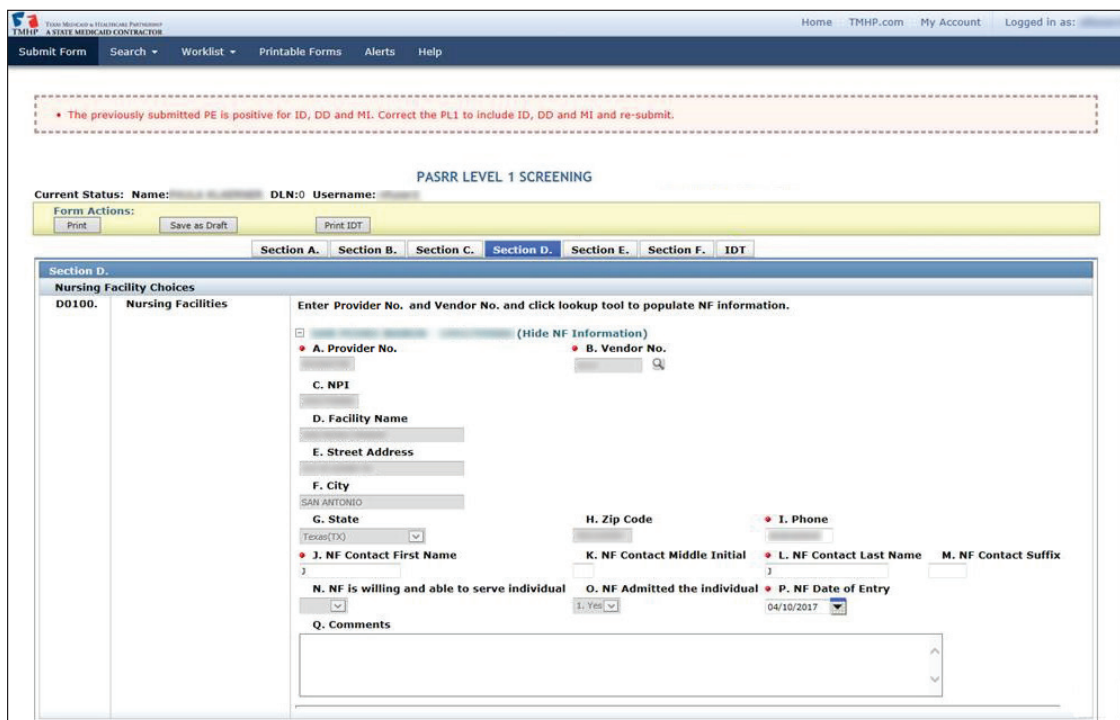 TEXAS MEDICAID & HEALTHCARE PARTNERSHIP
TMHP A STATE MEDICAID CONTRACTOR
Home TMHP.com My Account Logged in as:
Submit Form Search Worklist Printable Forms Alerts Help
• The previously submitted PE is positive for ID, DD and MI. Correct the PL1 to include ID, DD and MI and re-submit.
PASRR LEVEL 1 SCREENING
Current Status: Name: DLN:0 Username:
Form Actions:
Print Save as Draft Print IDT
Section A. Section B. Section C. Section D. Section E. Section F. IDT
Section D.
Nursing Facility Choices
D0100. Nursing Facilities Enter Provider No. and Vendor No. and click lookup tool to populate NF information.
(Hide NF Information)
A. Provider No. B. Vendor No.
C. NPI
D. Facility Name
E. Street Address
F. City
SAN ANTONIO
G. State H. Zip Code I. Phone
Texas(TX)
J. NF Contact First Name K. NF Contact Middle Initial L. NF Contact Last Name M. NF Contact Suffix
J J
N. NF is willing and able to serve individual O. NF Admitted the individual P. NF Date of Entry
1. Yes 04/10/2017
Q. Comments